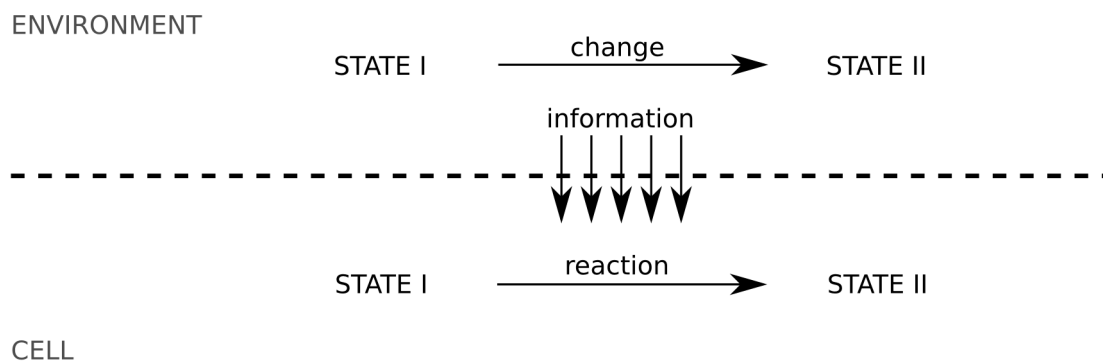 ENVIRONMENT
change
STATE I
STATE II
information
reaction
STATE I
STATE II
CELL